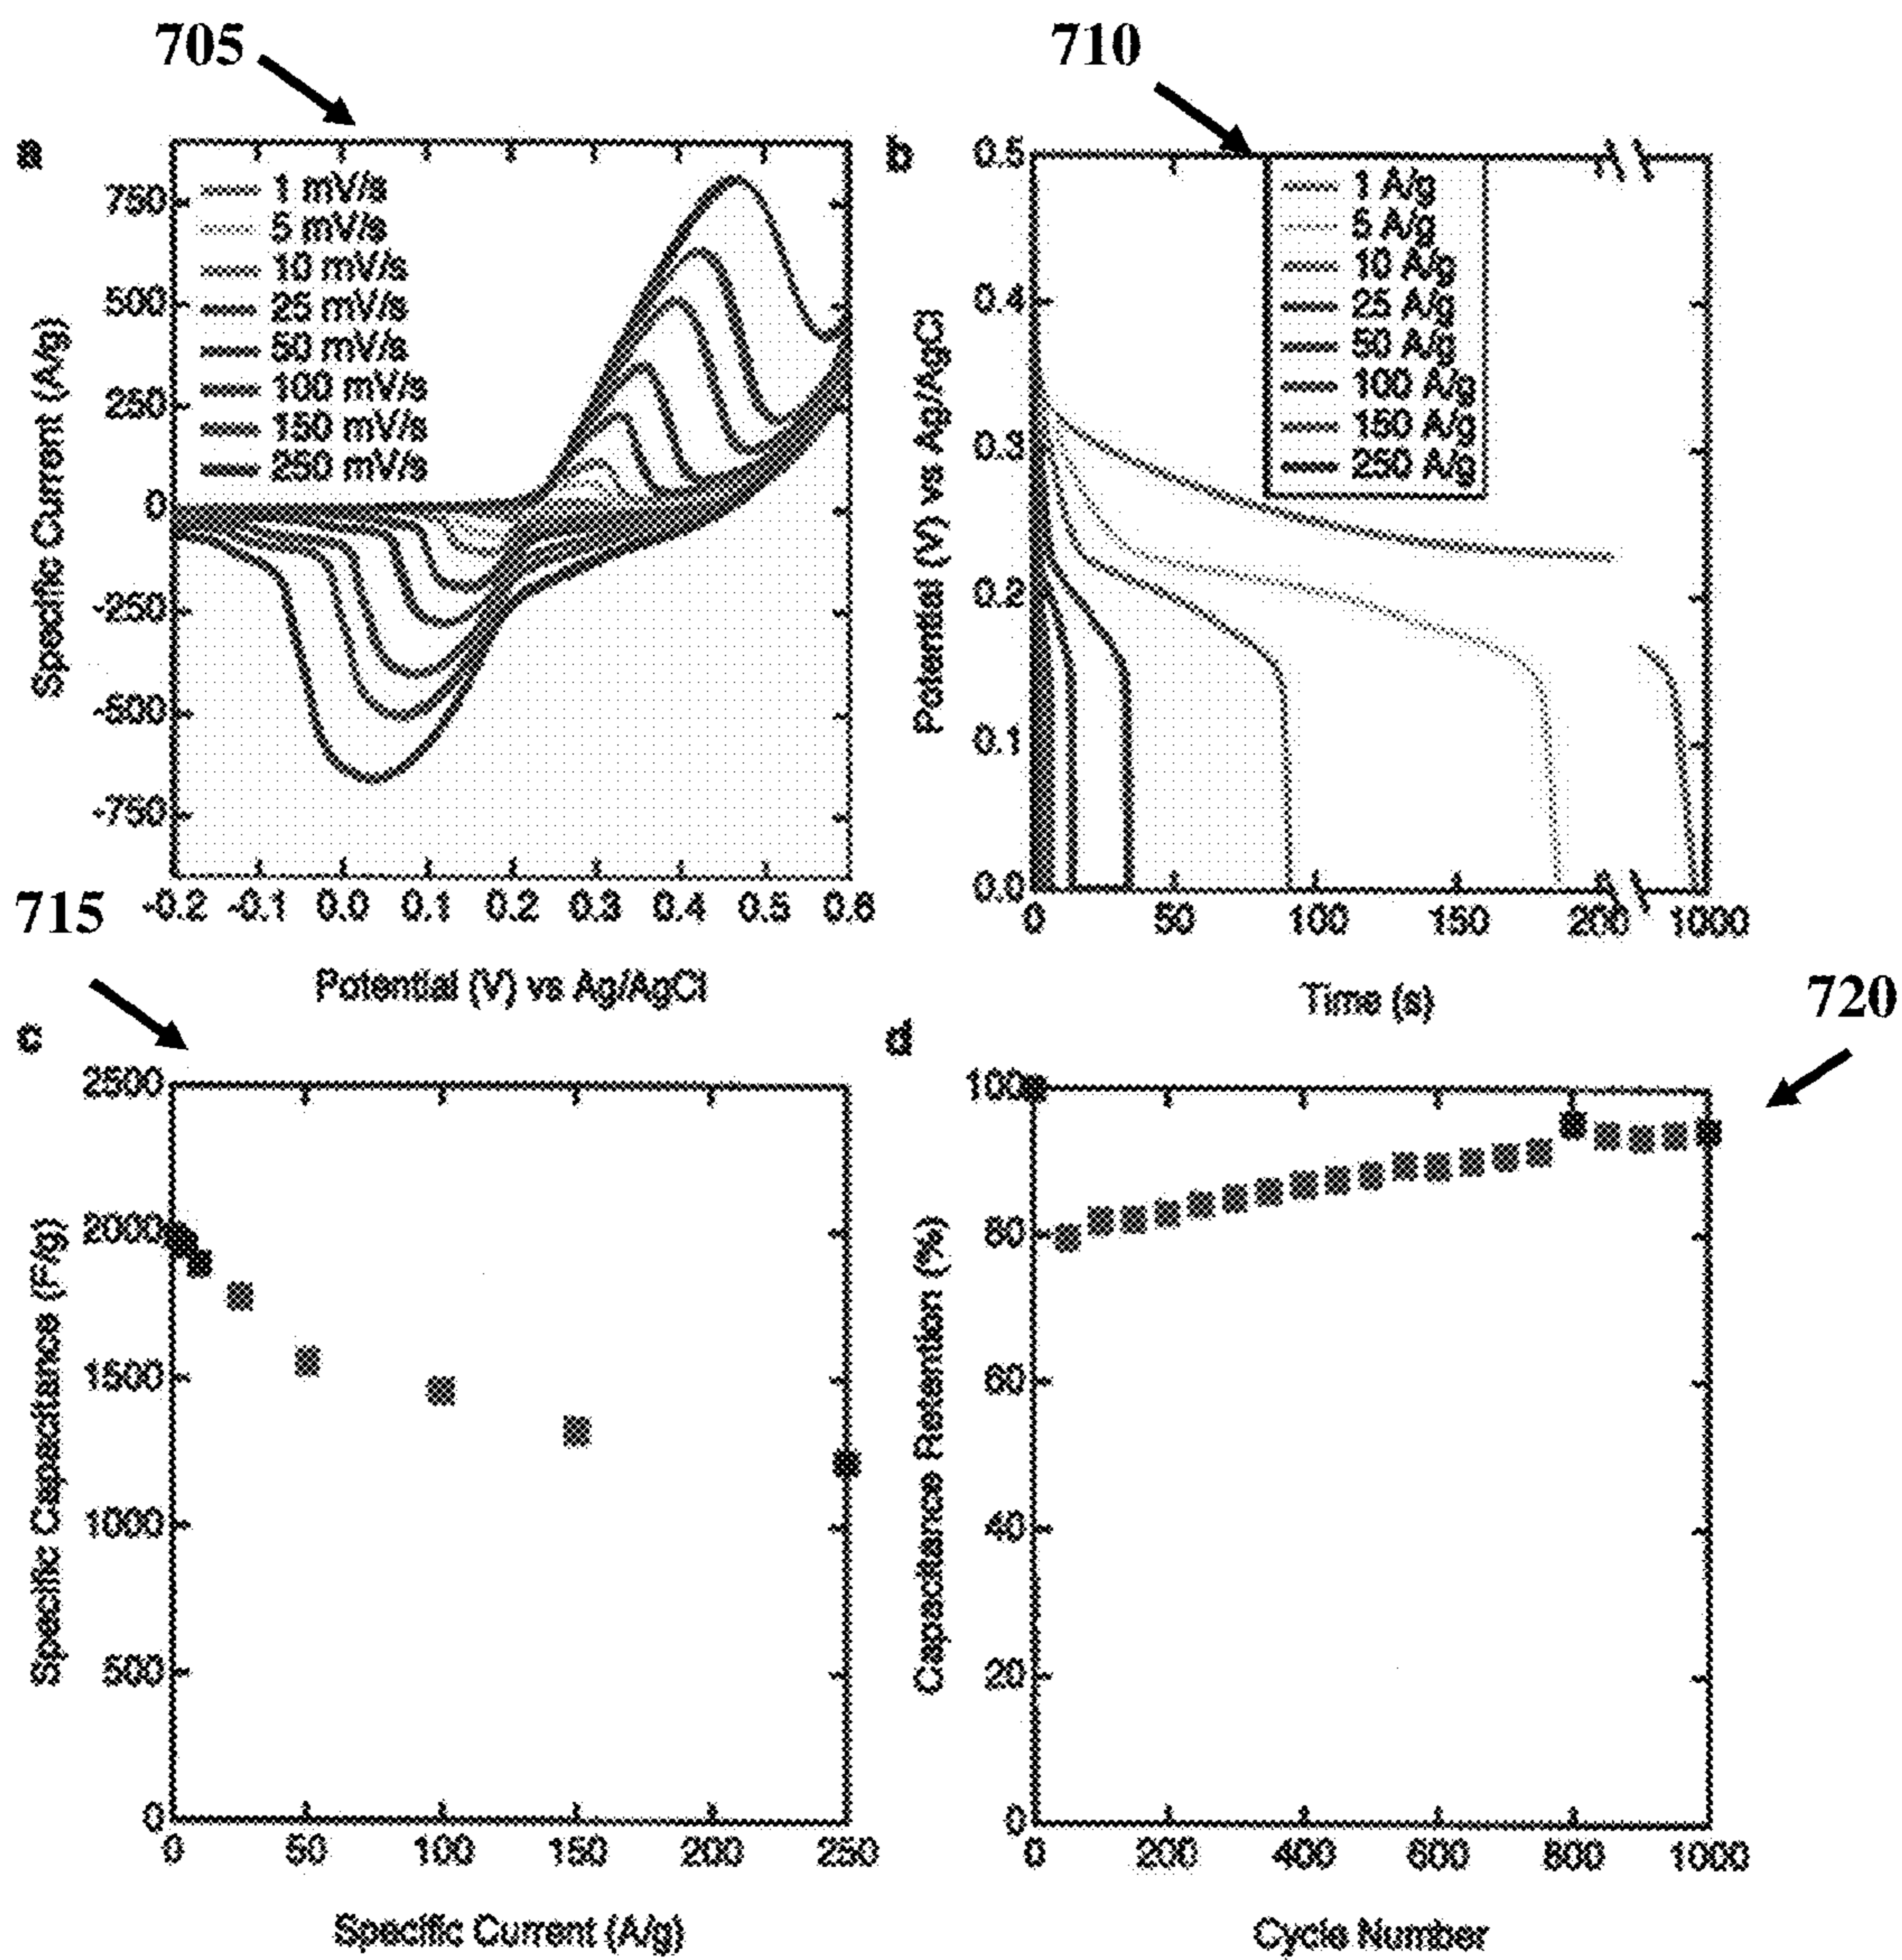 705
710
a
750
500
250
0
-250
-500
-750
Specific Current (A/g)
1 mV/s
5 mV/s
10 mV/s
25 mV/s
50 mV/s
100 mV/s
150 mV/s
250 mV/s
-0.2 -0.1 0.0 0.1 0.2 0.3 0.4 0.5 0.6
Potential (V) vs Ag/AgCl
b
0.5
0.4
0.3
0.2
0.1
0.0
Potential (V) vs Ag/AgCl
1 A/g
5 A/g
10 A/g
25 A/g
50 A/g
100 A/g
150 A/g
250 A/g
0 50 100 150 200 1000
Time (s)
715
720
c
2500
2000
1500
1000
500
0
Specific Capacitance (F/g)
0 50 100 150 200 250
Specific Current (A/g)
d
100
80
60
40
20
0
Capacitance Retention (%)
0 200 400 600 800 1000
Cycle Number